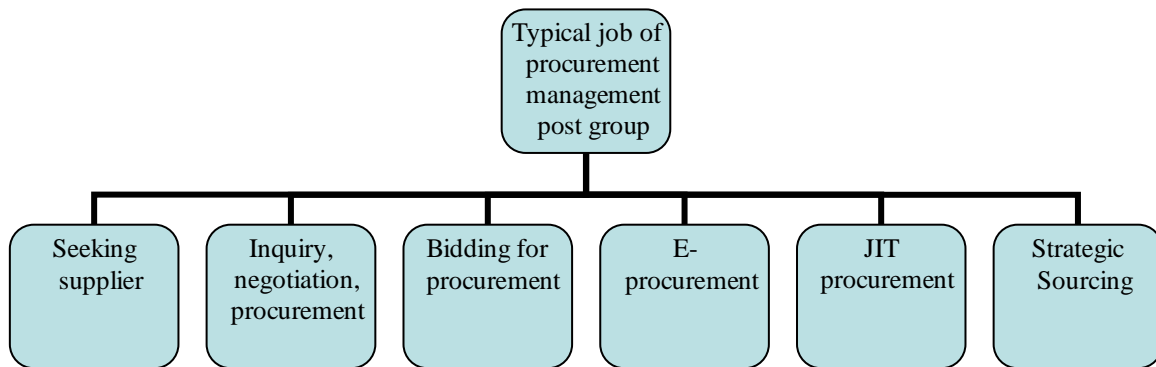 Typical job of
procurement
management
post group
Seeking
supplier
Inquiry,
negotiation,
procurement
Bidding for
procurement
E-
procurement
JIT
procurement
Strategic
Sourcing